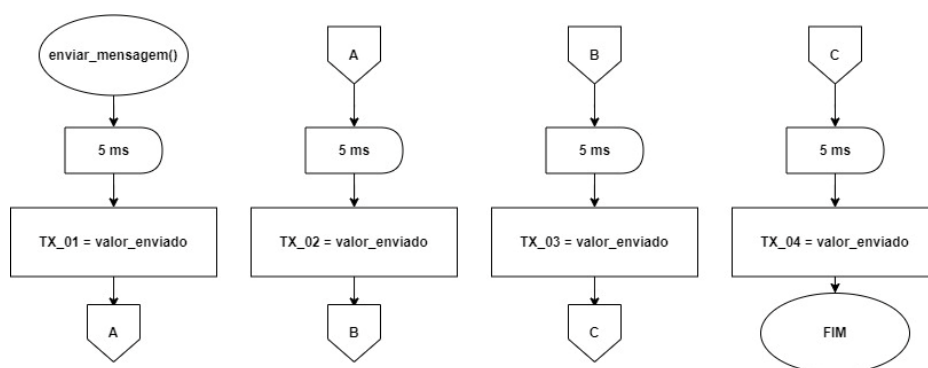 enviar_mensagem()
5 ms
TX_01 = valor_enviado
A
A
5 ms
TX_02 = valor_enviado
B
B
5 ms
TX_03 = valor_enviado
C
C
5 ms
TX_04 = valor_enviado
FIM